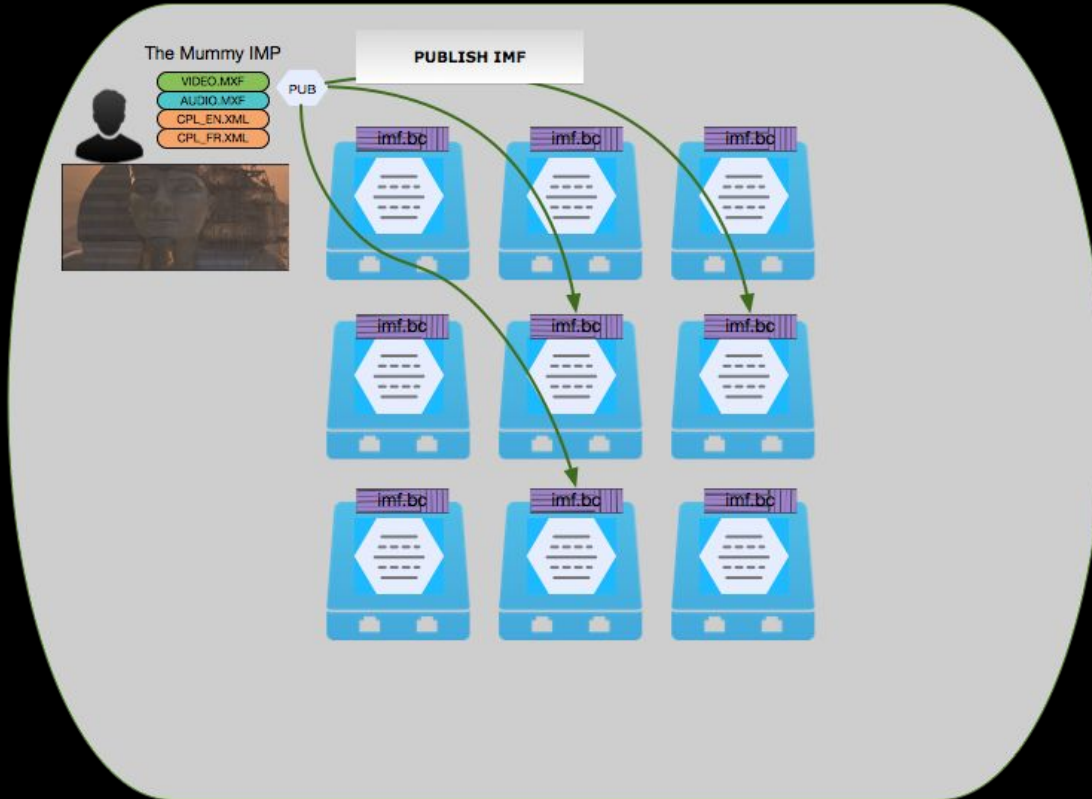 The Mummy IMP
PUBLISH IMF
VIDEO.MXF
AUDIO.MXF
CPL_EN.XML
CPL_FR.XML
PUB
imf.bc
imf.bc
imf.bc
imf.bc
imf.bc
imf.bc
imf.bc
imf.bc
imf.bc